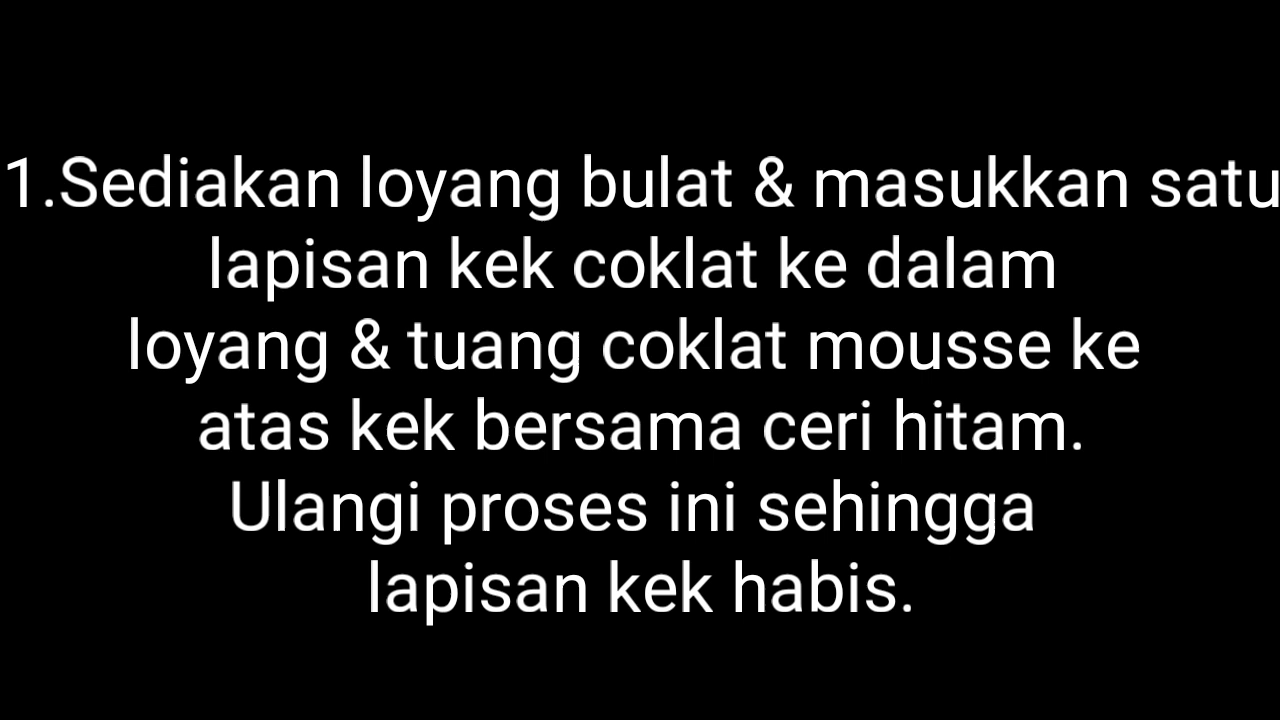 1.Sediakan loyang bulat & masukkan satu
lapisan kek coklat ke dalam
loyang & tuang coklat mousse ke
atas kek bersama ceri hitam.
Ulangi proses ini sehingga
lapisan kek habis.